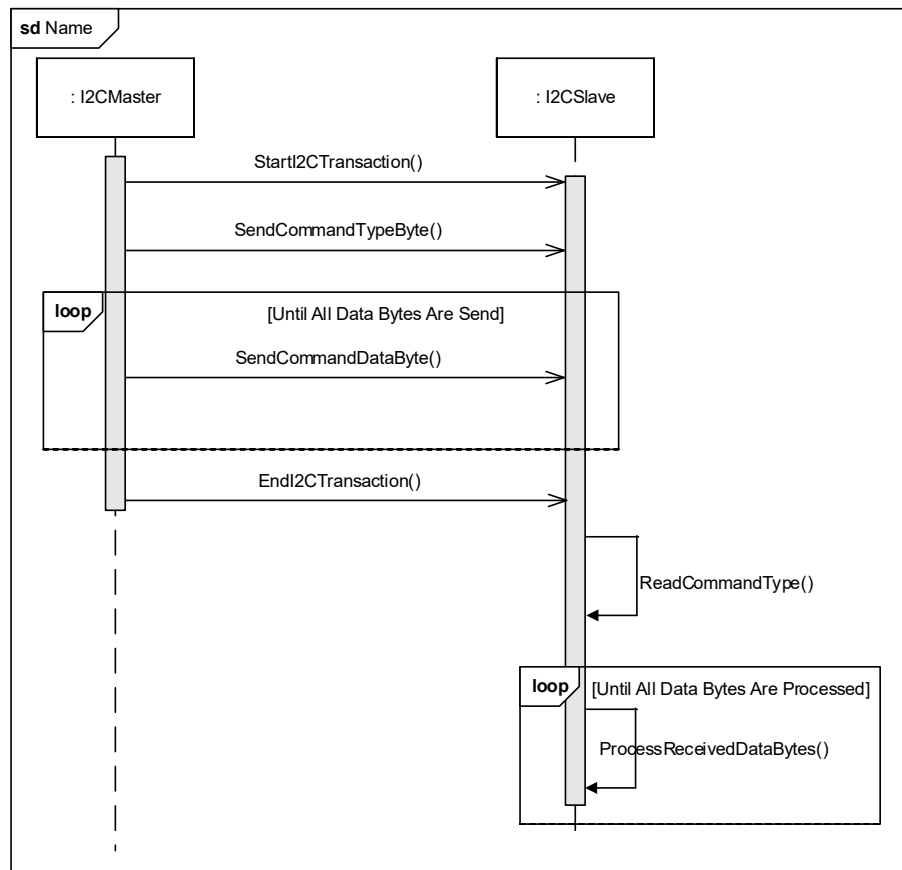 sd Name
: I2CMaster
: I2CSlave
StartI2CTransaction()
SendCommandTypeByte()
loop
[Until All Data Bytes Are Send]
SendCommandDataByte()
EndI2CTransaction()
ReadCommandType()
loop
[Until All Data Bytes Are Processed]
ProcessReceivedDataBytes()